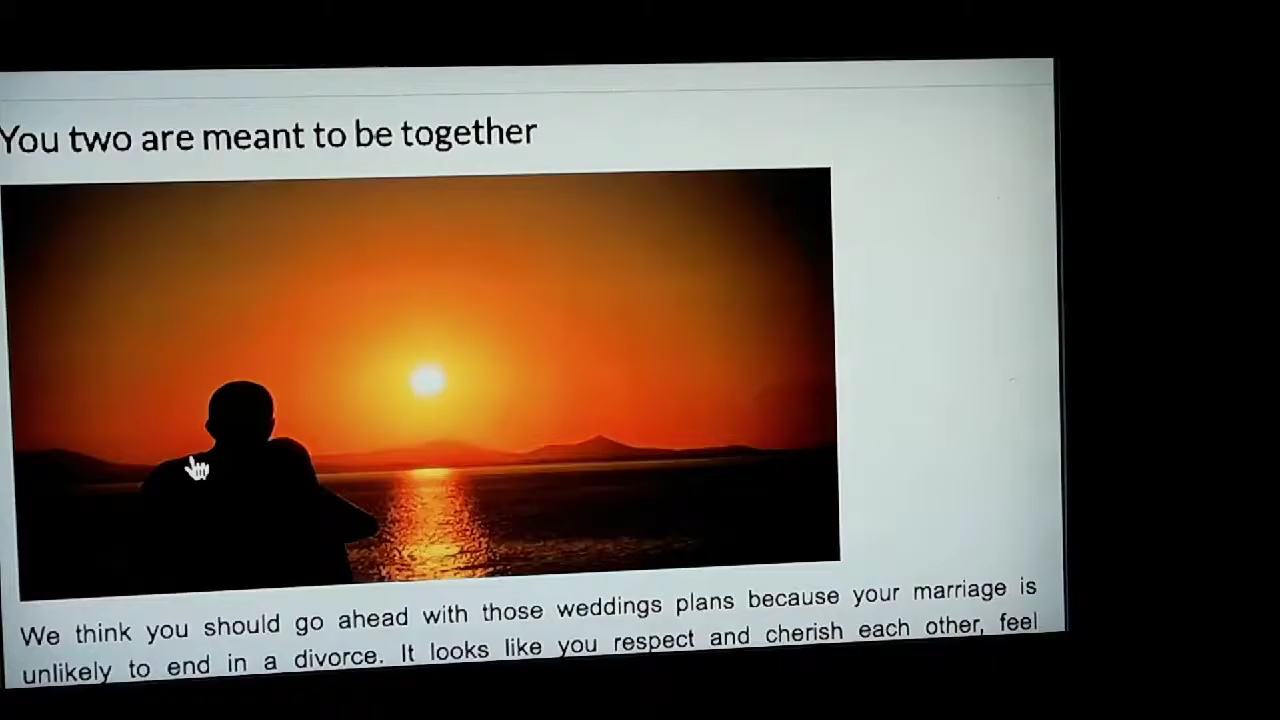 You two are meant to be together
We think you should go ahead with those weddings plans because your marriage is
unlikely to end in a divorce. It looks like you respect and cherish each other, feel